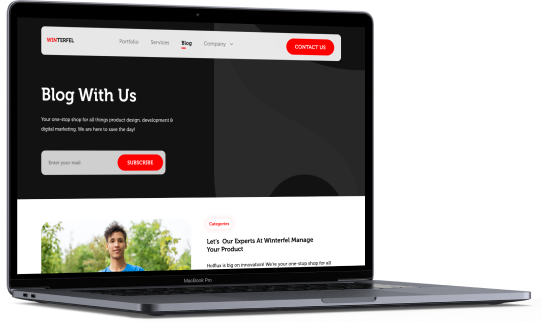 WINTERFEL
Portfolio Services Blog Company
CONTACT US
Blog With Us
Your one-stop shop for all things product design, development &
digital marketing. We are here to save the day!
Enter your mail
SUBSCRIBE
Categories
Let's Our Experts At Winterfel Manage
Your Product
Helflux is big on innovation! We're your one-stop shop for all
MacBook Pro